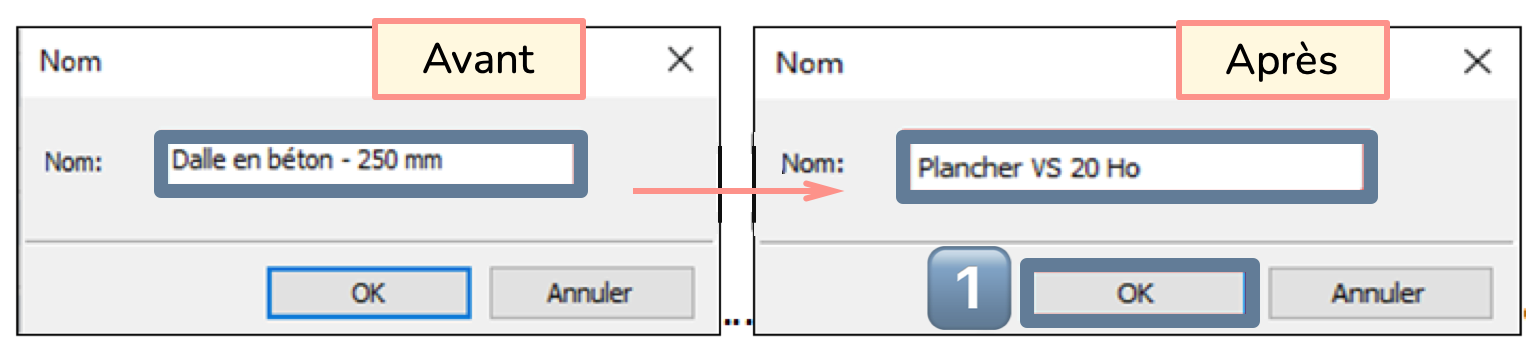 Nom
Avant
Nom:
Dalle en béton - 250 mm
OK
Annuler
...
Nom
Après
Nom:
Plancher VS 20 Ho
1
OK
Annuler